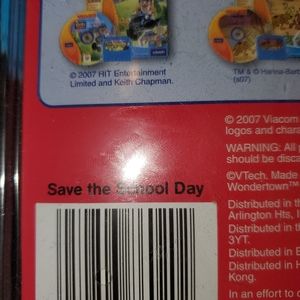 © 2007 HIT Entertainment
Limited and Keith Chapman.
TM & © Hanna-Bar
(s07)
© 2007 Viacom
logos and chara
WARNING: All p
should be disca
©VTech. Made
Wondertown™
Save the School Day
Distributed in th
Arlington Hts, I
Distributed in th
3YT.
Distributed in E
Distributed in H
Kong.
In an effort to c